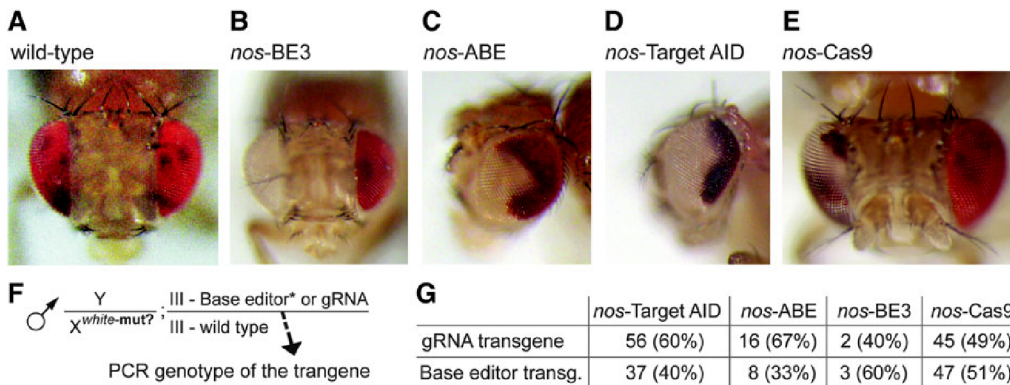 A
wild-type
B
nos-BE3
C
nos-ABE
D
nos-Target AID
E
nos-Cas9
F
Y
X^white-mut?
; III - Base editor* or gRNA
III - wild type
PCR genotype of the trangene
G
nos-Target AID nos-ABE nos-BE3 nos-Cas9
gRNA transgene 56 (60%) 16 (67%) 2 (40%) 45 (49%)
Base editor transg. 37 (40%) 8 (33%) 3 (60%) 47 (51%)